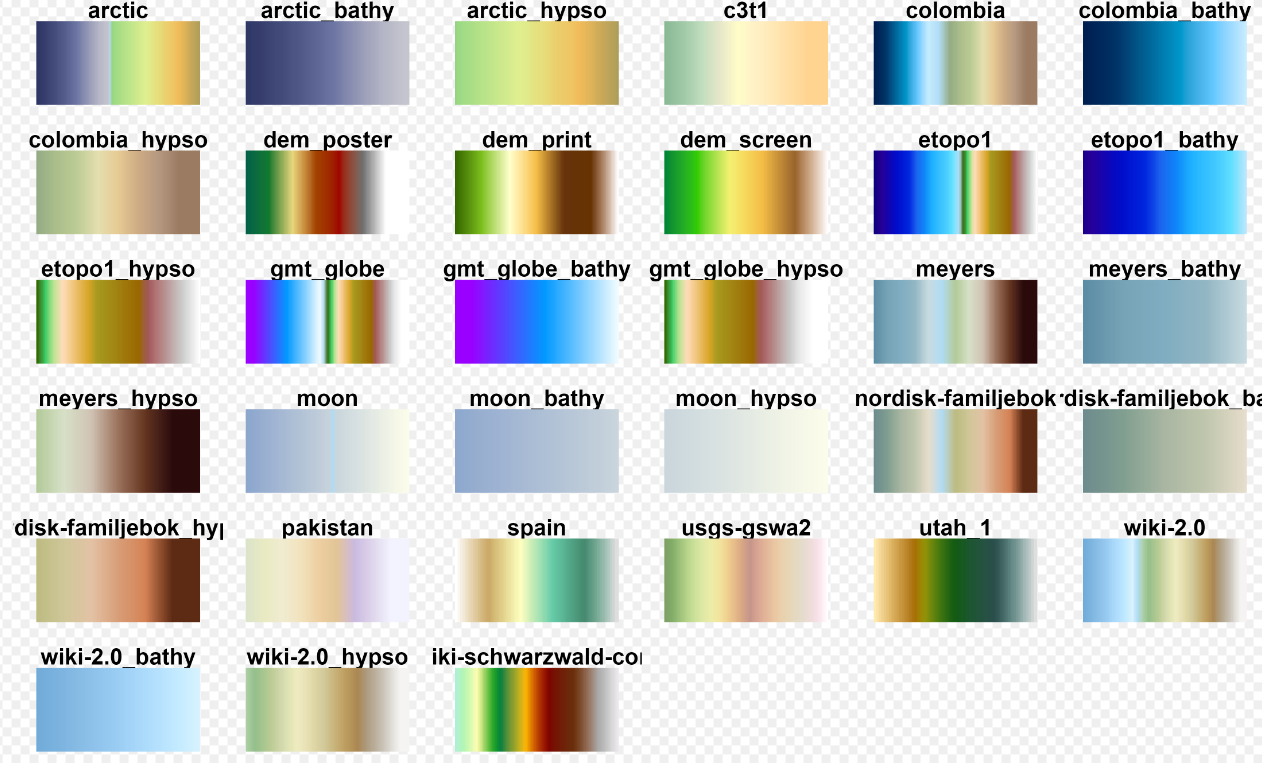 arctic arctic_bathy arctic_hypso c3t1 colombia colombia_bathy
colombia_hypso dem_poster dem_print dem_screen etopo1 etopo1_bathy
etopo1_hypso gmt_globe gmt_globe_bathy gmt_globe_hypso meyers meyers_bathy
meyers_hypso moon moon_bathy moon_hypso nordisk-familjebok disk-familjebok_ba
disk-familjebok_hyp pakistan spain usgs-gswa2 utah_1 wiki-2.0
wiki-2.0_bathy wiki-2.0_hypso iki-schwarzwald-con